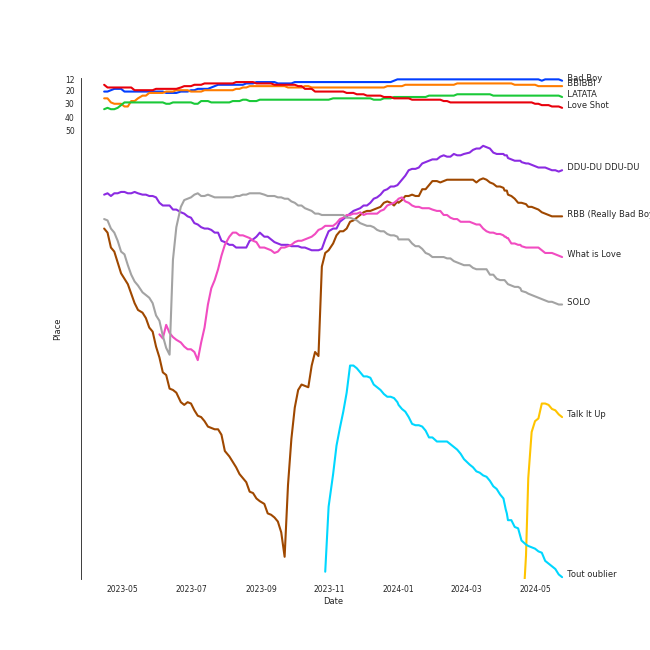 12
20
30
40
50
Place
Bad Boy
BBIBBI
LATATA
Love Shot
DDU-DU DDU-DU
RBB (Really Bad Boy
What is Love
SOLO
Talk It Up
Tout oublier
2023-05
2023-07
2023-09
2023-11
2024-01
2024-03
2024-05
Date